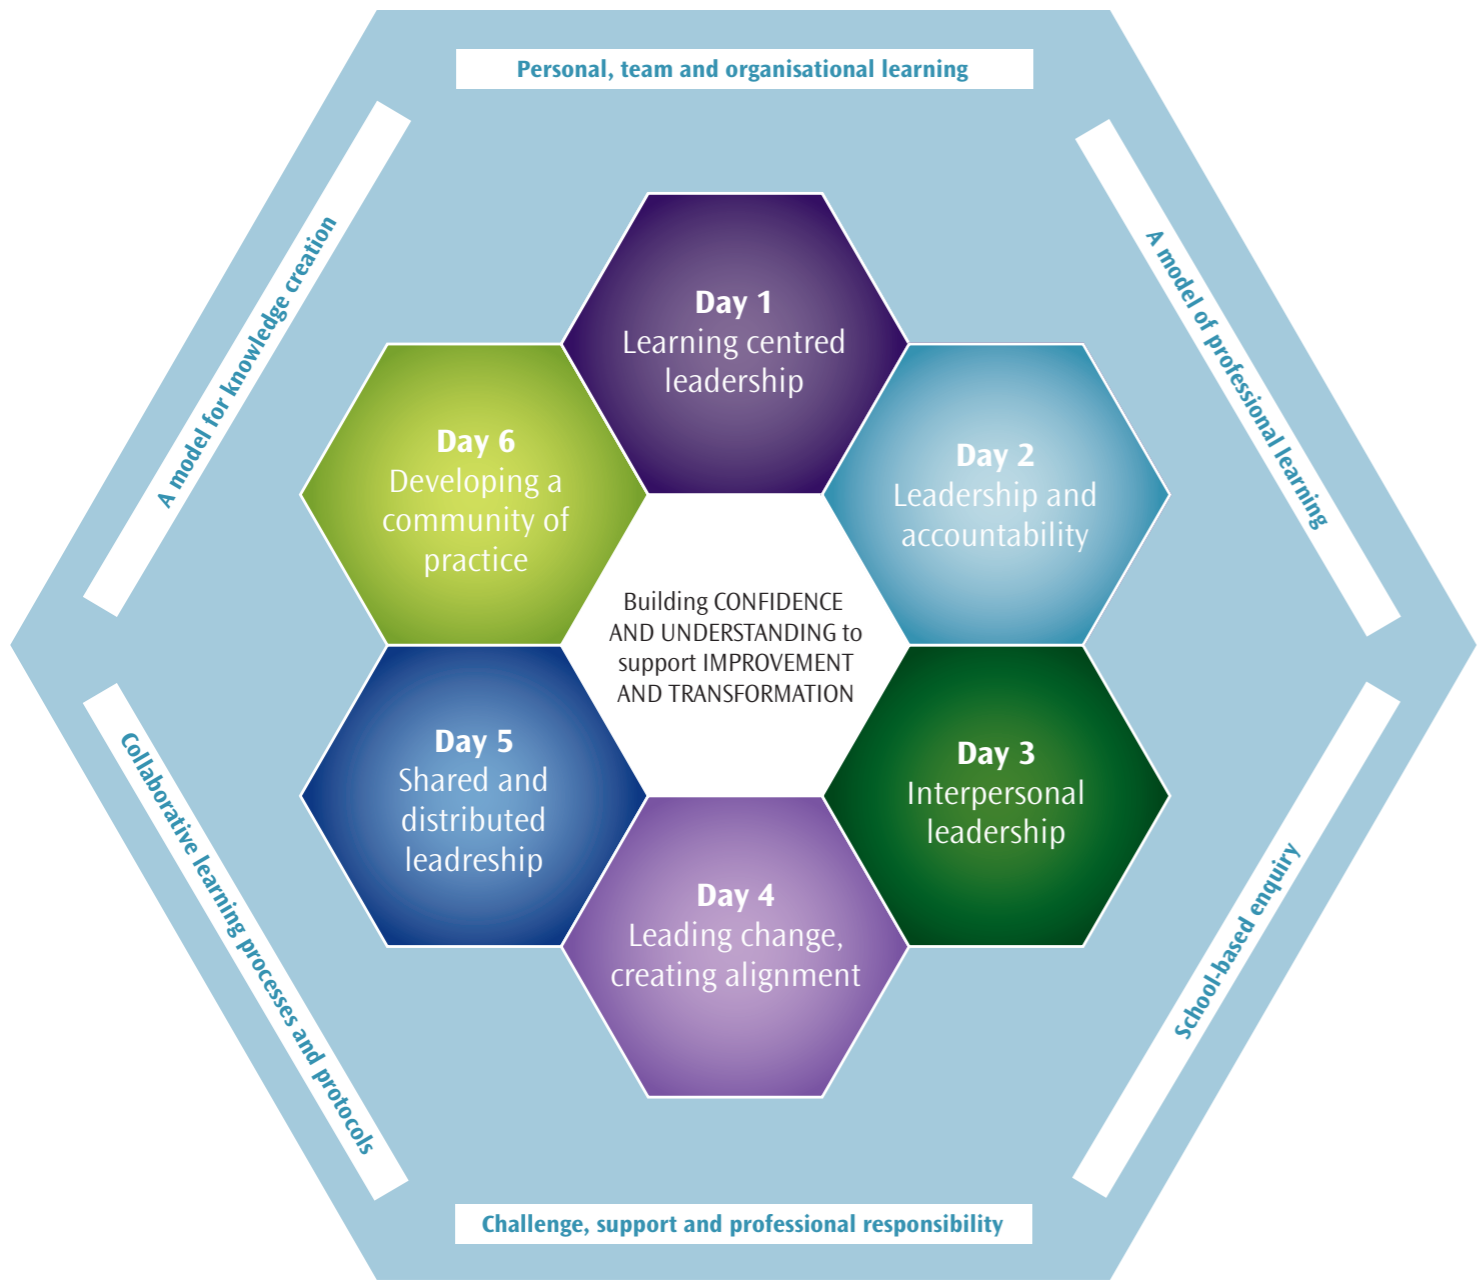 Personal, team and organisational learning
A model for knowledge creation
A model of professional learning
Day 1
Learning centred
leadership
Day 6
Developing a
community of
practice
Day 2
Leadership and
accountability
Building CONFIDENCE
AND UNDERSTANDING to
support IMPROVEMENT
AND TRANSFORMATION
Day 5
Shared and
distributed
leadreship
Day 3
Interpersonal
leadership
Day 4
Leading change,
creating alignment
Collaborative learning processes and protocols
School-based enquiry
Challenge, support and professional responsibility